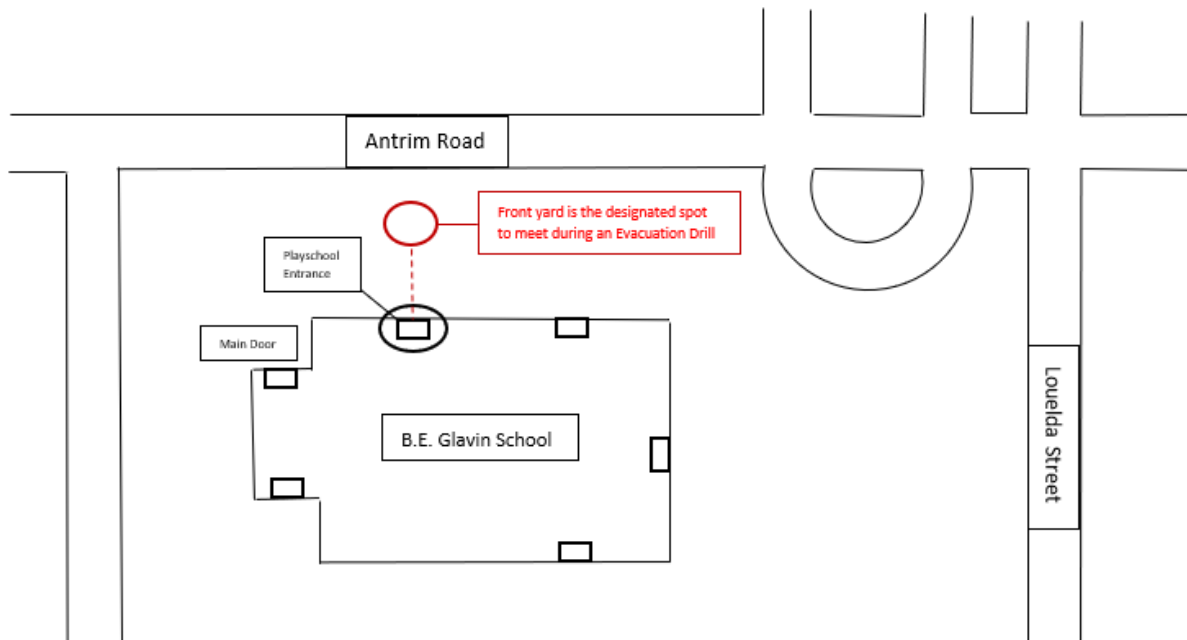 Antrim Road
Front yard is the designated spot
to meet during an Evacuation Drill
Playschool
Entrance
Main Door
B.E. Glavin School
Louelda Street